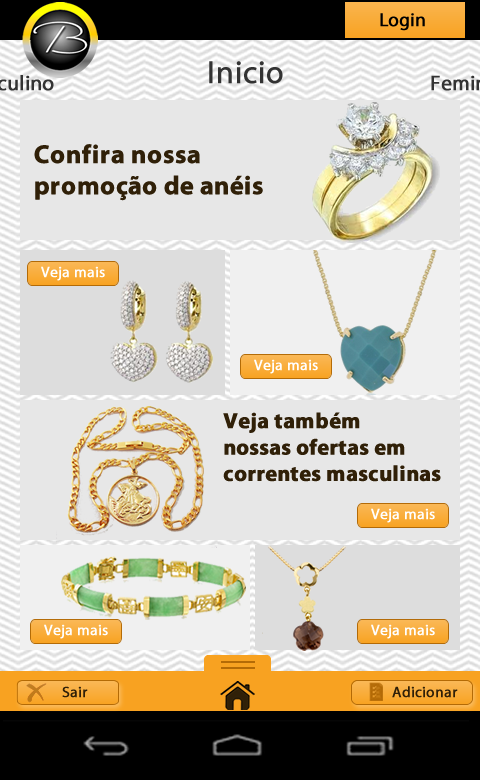 B
Login
culino
Inicio
Femin
Confira nossa
promoção de anéis
Veja mais
Veja mais
Veja também
nossas ofertas em
correntes masculinas
Veja mais
Veja mais
Veja mais
Sair
Adicionar